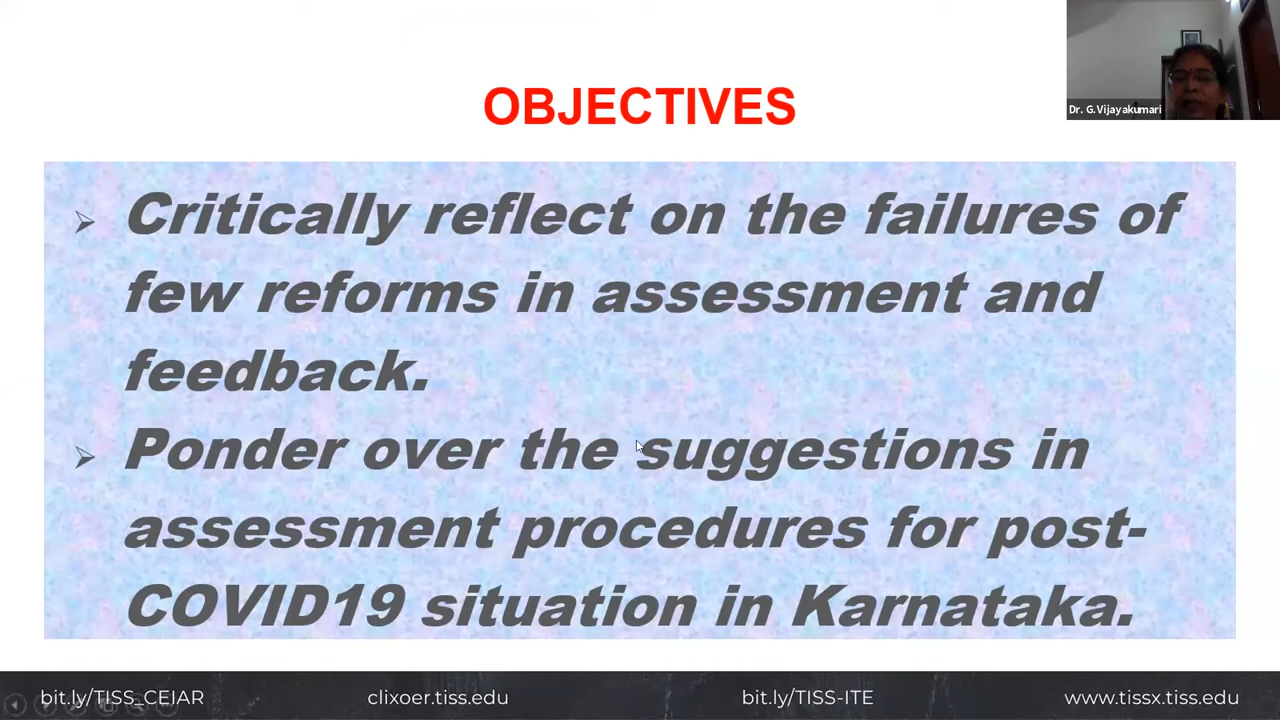 OBJECTIVES
Dr. G.Vijayakumari
Critically reflect on the failures of
few reforms in assessment and
feedback.
Ponder over the suggestions in
assessment procedures for post-
COVID19 situation in Karnataka.
bit.ly/TISS_CEIAR
clixoer.tiss.edu
bit.ly/TISS-ITE
www.tissx.tiss.edu